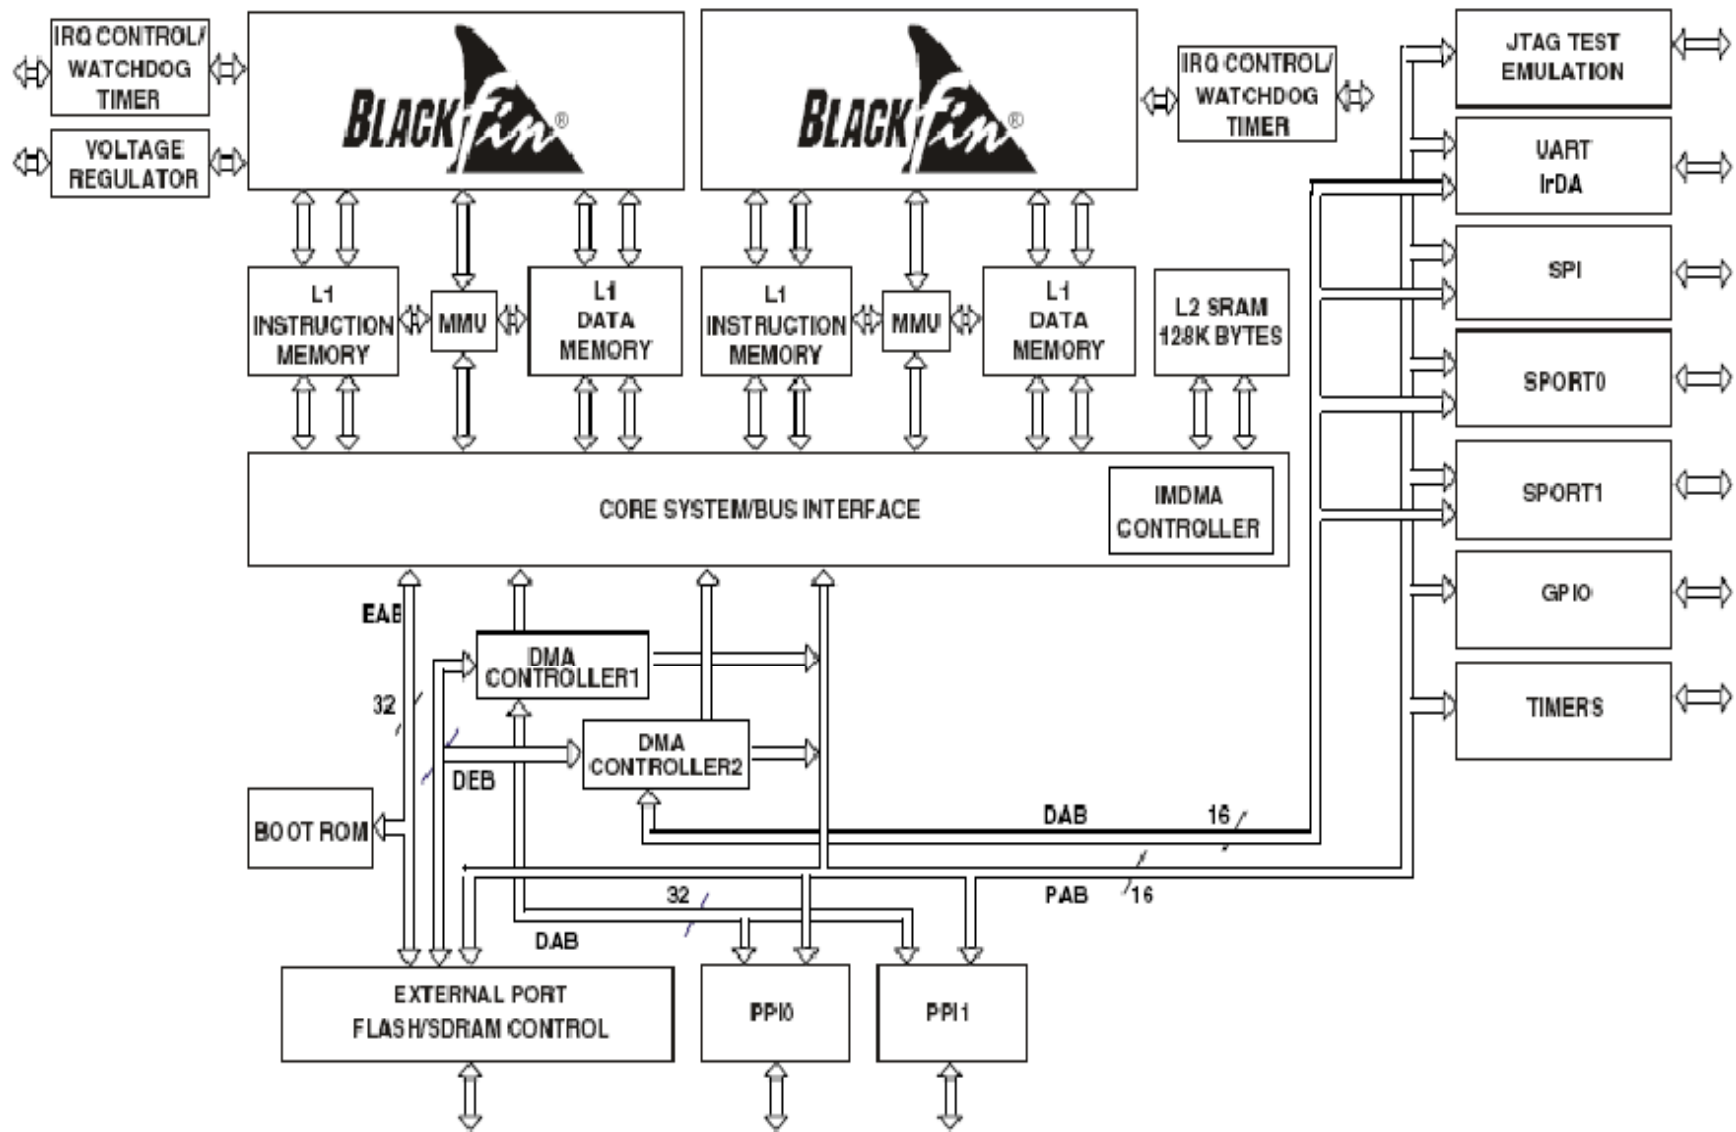 IRQ CONTROL/
WATCHDOG
TIMER
VOLTAGE
REGULATOR
BLACKfin®
BLACKfin®
IRQ CONTROL/
WATCHDOG
TIMER
JTAG TEST
EMULATION
UART
IrDA
SPI
SPORT0
SPORT1
GPIO
TIMERS
L1
INSTRUCTION
MEMORY
MMU
L1
DATA
MEMORY
L1
INSTRUCTION
MEMORY
MMU
L1
DATA
MEMORY
L2 SRAM
128K BYTES
CORE SYSTEM/BUS INTERFACE
IMDMA
CONTROLLER
EAB
32
DMA
CONTROLLER1
DMA
CONTROLLER2
DEB
BOOT ROM
DAB
16
PAB
16
32
DAB
EXTERNAL PORT
FLASH/SDRAM CONTROL
PPI0
PPI1